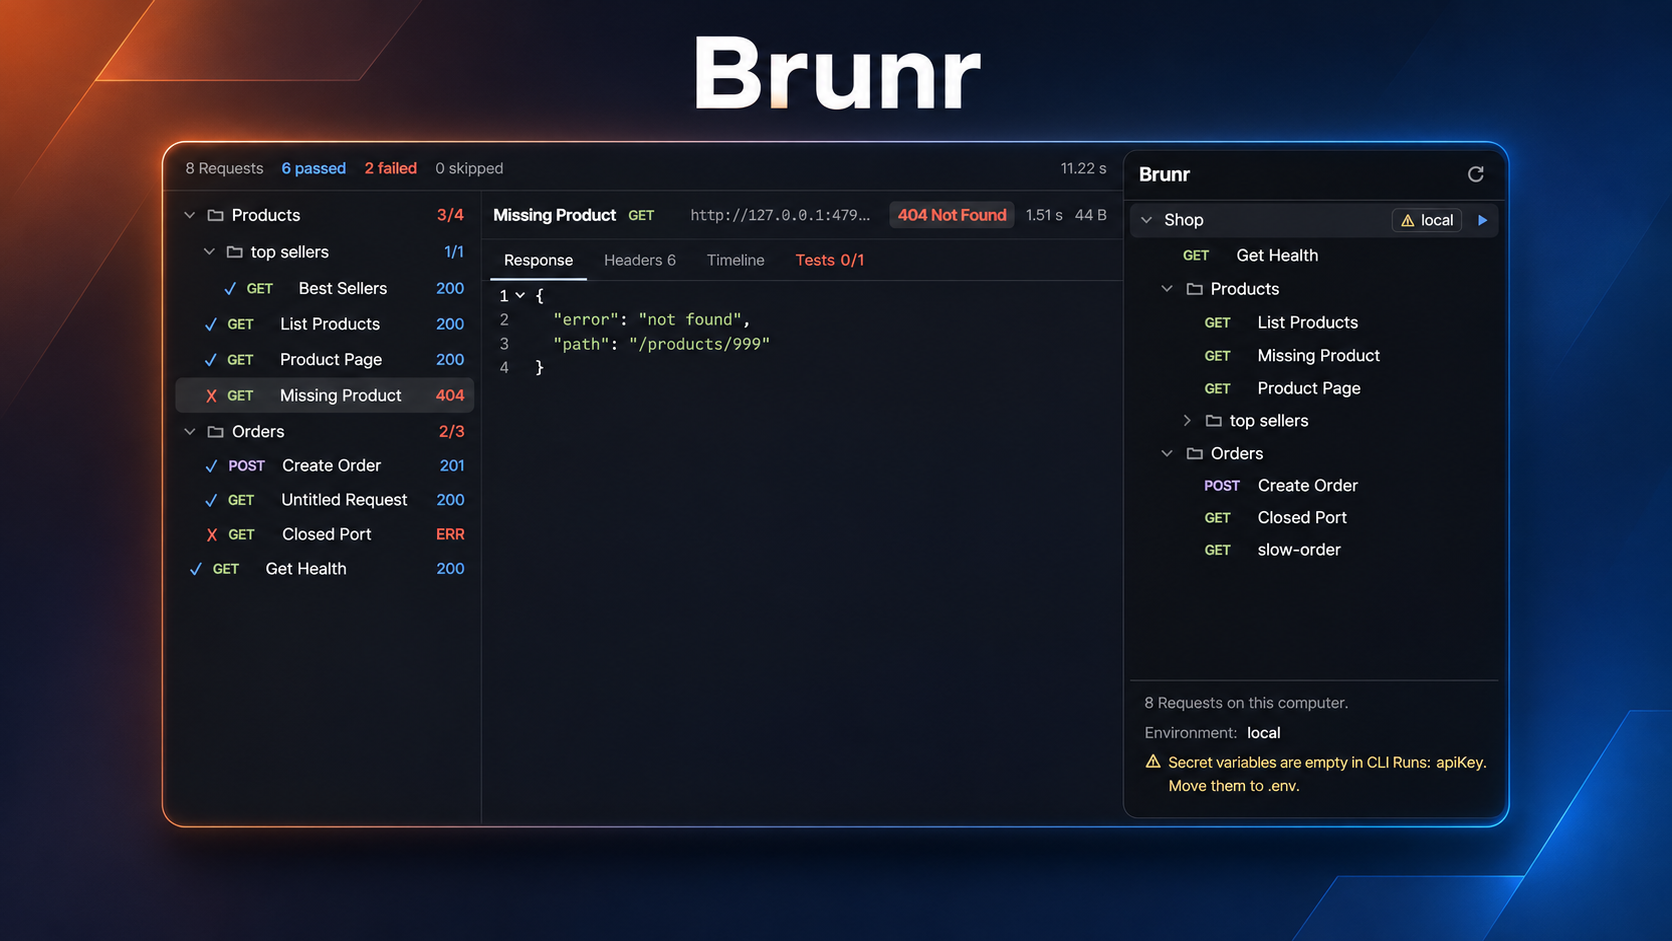 Brunr
8 Requests 6 passed 2 failed 0 skipped 11.22 s
Products 3/4
top sellers 1/1
GET Best Sellers 200
GET List Products 200
GET Product Page 200
X GET Missing Product 404
Orders 2/3
POST Create Order 201
GET Untitled Request 200
X GET Closed Port ERR
GET Get Health 200
Missing Product GET http://127.0.0.1:479... 404 Not Found 1.51 s 44 B
Response Headers 6 Timeline Tests 0/1
1 {
2 "error": "not found",
3 "path": "/products/999"
4 }
Brunr
Shop local
GET Get Health
Products
GET List Products
GET Missing Product
GET Product Page
top sellers
Orders
POST Create Order
GET Closed Port
GET slow-order
8 Requests on this computer.
Environment: local
Secret variables are empty in CLI Runs: apiKey.
Move them to .env.